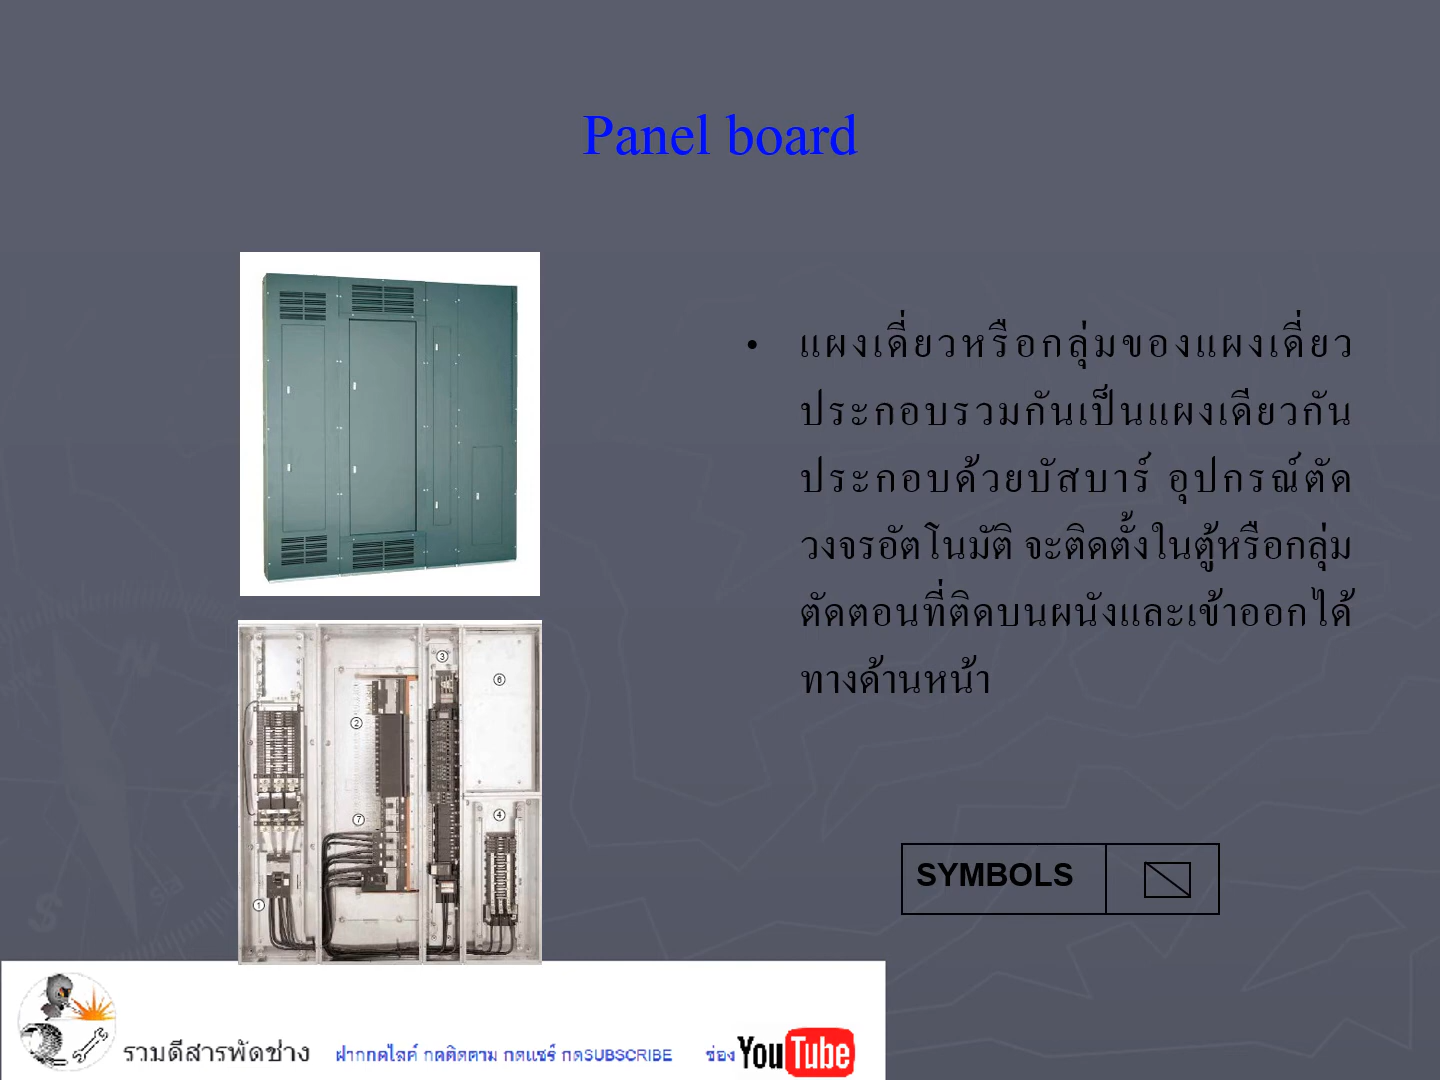 Panel board
• แผงเดี่ยวหรือกลุ่มของแผงเดี่ยว
ประกอบรวมกันเป็นแผงเดียวกัน
ประกอบด้วยบัสบาร์ อุปกรณ์ตัด
วงจรอัตโนมัติ จะติดตั้งในตู้หรือกลุ่ม
ตัดตอนที่ติดบนผนังและเข้าออกได้
ทางด้านหน้า
3
6
2
7
4
1
SYMBOLS
รวมดีสารพัดช่าง ฝากกดไลค์ กดติดตาม กดแชร์ กดSUBSCRIBE ช่อง YouTube